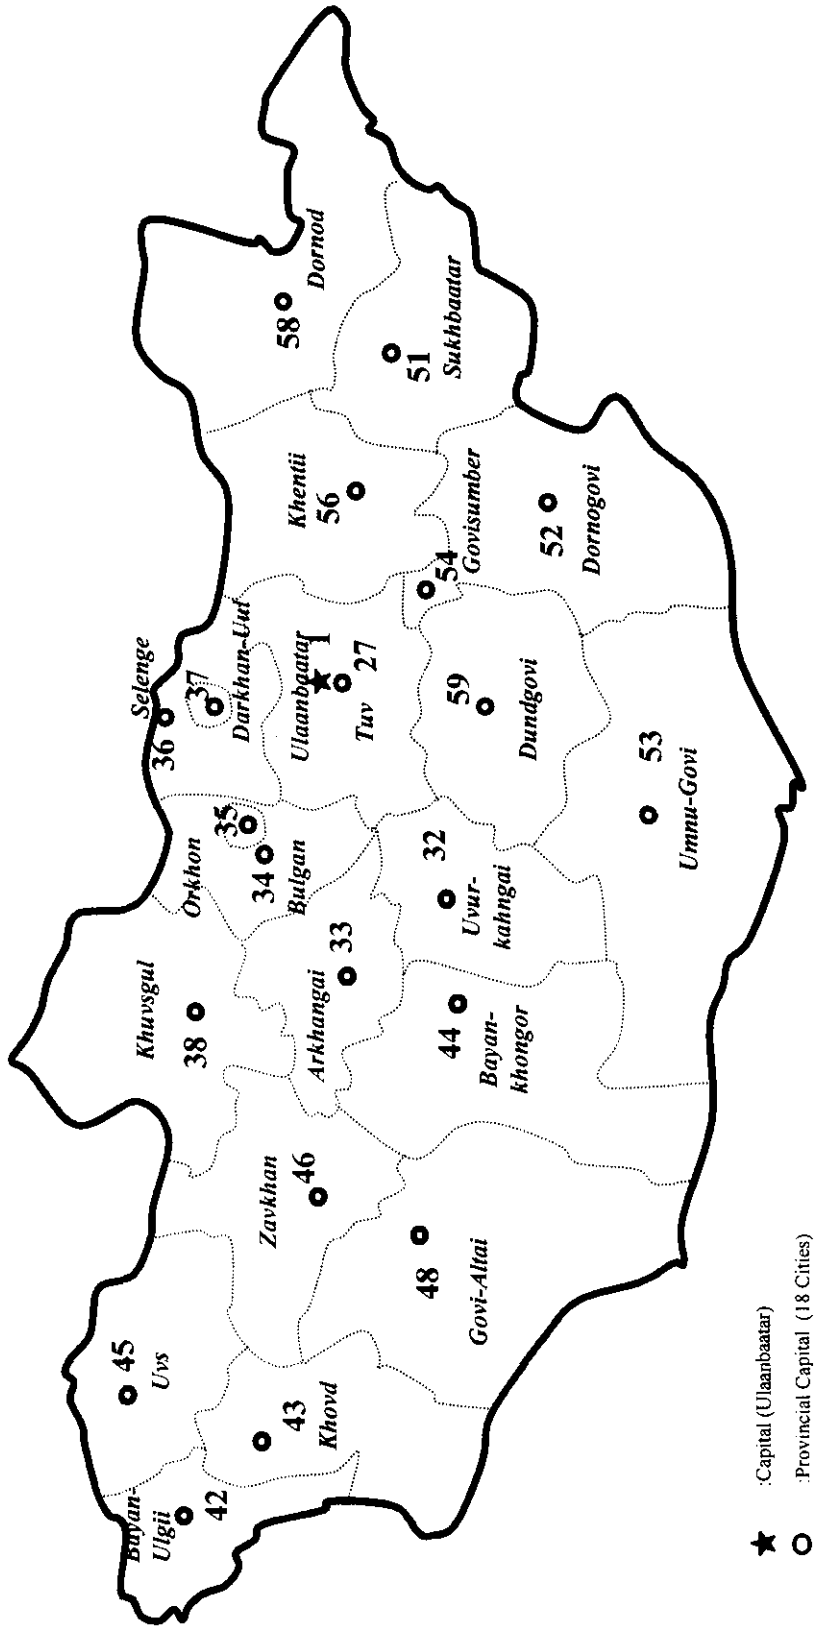 Bayan-
Ulgii
42
45
Uvs
43
Khovd
Zavkhan
46
48
Govi-Altai
Khuvsgul
38
Arkhangai
33
44
Bayan-
khongor
Orkhon
35
34
Bulgan
32
Uvur-
kahngai
Selenge
36
37
Darkhan-Uul
Ulaanbaatar
1
27
Tuv
59
Dundgovi
53
Umnu-Govi
Khentii
56
54
Govisumber
52
Dornogovi
58
Dornod
51
Sukhbaatar
:Capital (Ulaanbaatar)
:Provincial Capital (18 Cities)